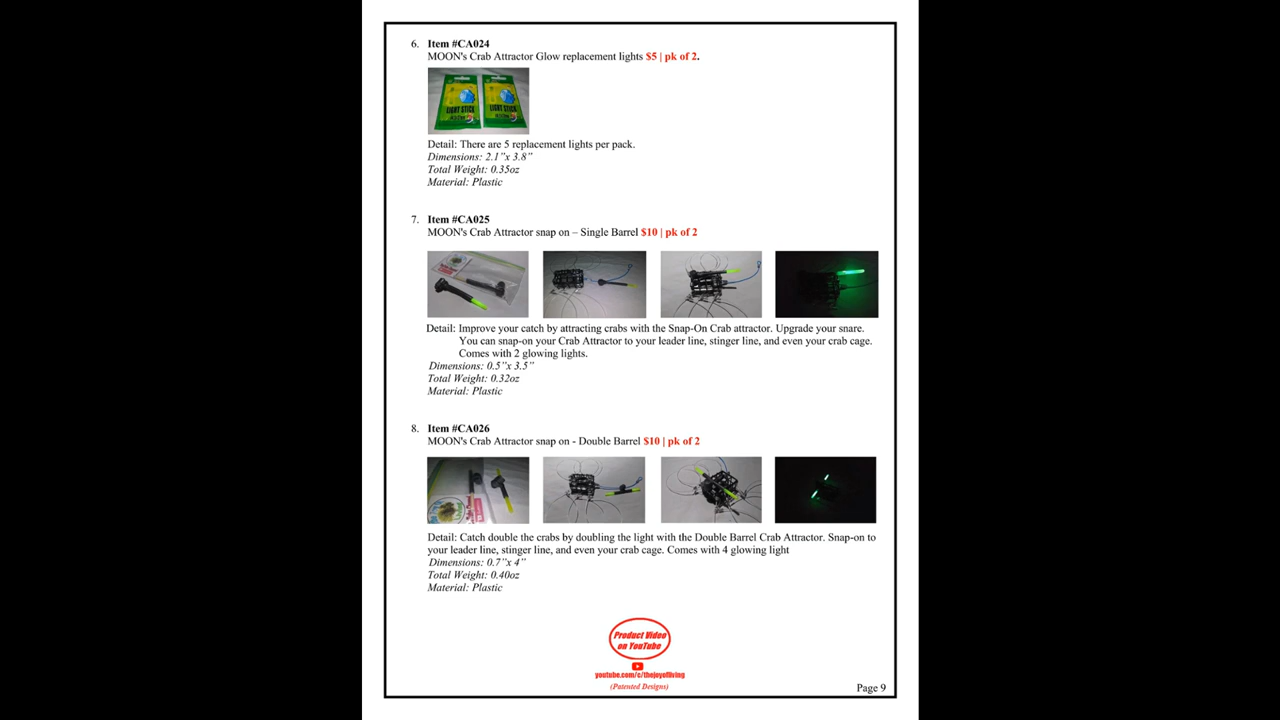 6. Item #CA024
MOON's Crab Attractor Glow replacement lights $5 | pk of 2.
LIGHT STICK LIGHT STICK
Detail: There are 5 replacement lights per pack.
Dimensions: 2.1”x 3.8”
Total Weight: 0.35oz
Material: Plastic
7. Item #CA025
MOON's Crab Attractor snap on – Single Barrel $10 | pk of 2
Detail: Improve your catch by attracting crabs with the Snap-On Crab attractor. Upgrade your snare.
You can snap-on your Crab Attractor to your leader line, stinger line, and even your crab cage.
Comes with 2 glowing lights.
Dimensions: 0.5”x 3.5”
Total Weight: 0.32oz
Material: Plastic
8. Item #CA026
MOON's Crab Attractor snap on - Double Barrel $10 | pk of 2
Detail: Catch double the crabs by doubling the light with the Double Barrel Crab Attractor. Snap-on to
your leader line, stinger line, and even your crab cage. Comes with 4 glowing light
Dimensions: 0.7”x 4”
Total Weight: 0.40oz
Material: Plastic
Product Video
on YouTube
youtube.com/c/thejoyofliving
(Patented Designs)
Page 9